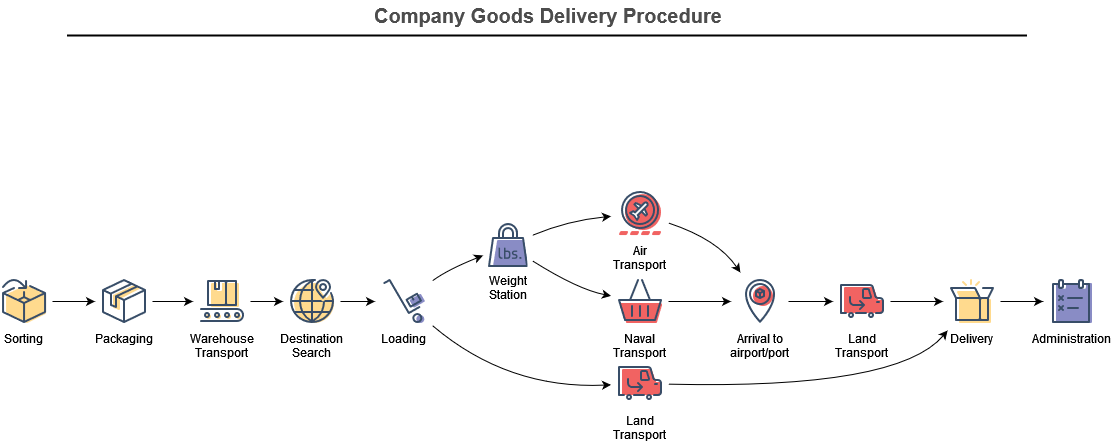 Company Goods Delivery Procedure
lbs.
Air
Transport
Weight
Station
Sorting
Packaging
Warehouse
Transport
Destination
Search
Loading
Naval
Transport
Arrival to
airport/port
Land
Transport
Delivery
Administration
Land
Transport